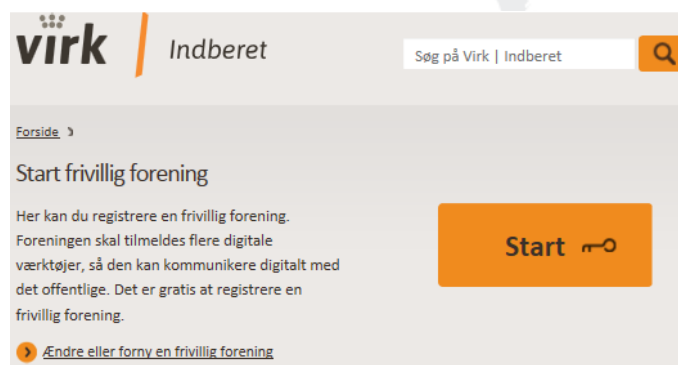 virk Indberet
Søg på Virk | Indberet
Forside
Start frivillig forening
Her kan du registrere en frivillig forening.
Foreningen skal tilmeldes flere digitale
værktøjer, så den kan kommunikere digitalt med
det offentlige. Det er gratis at registrere en
frivillig forening.
Start
Ændre eller forny en frivillig forening